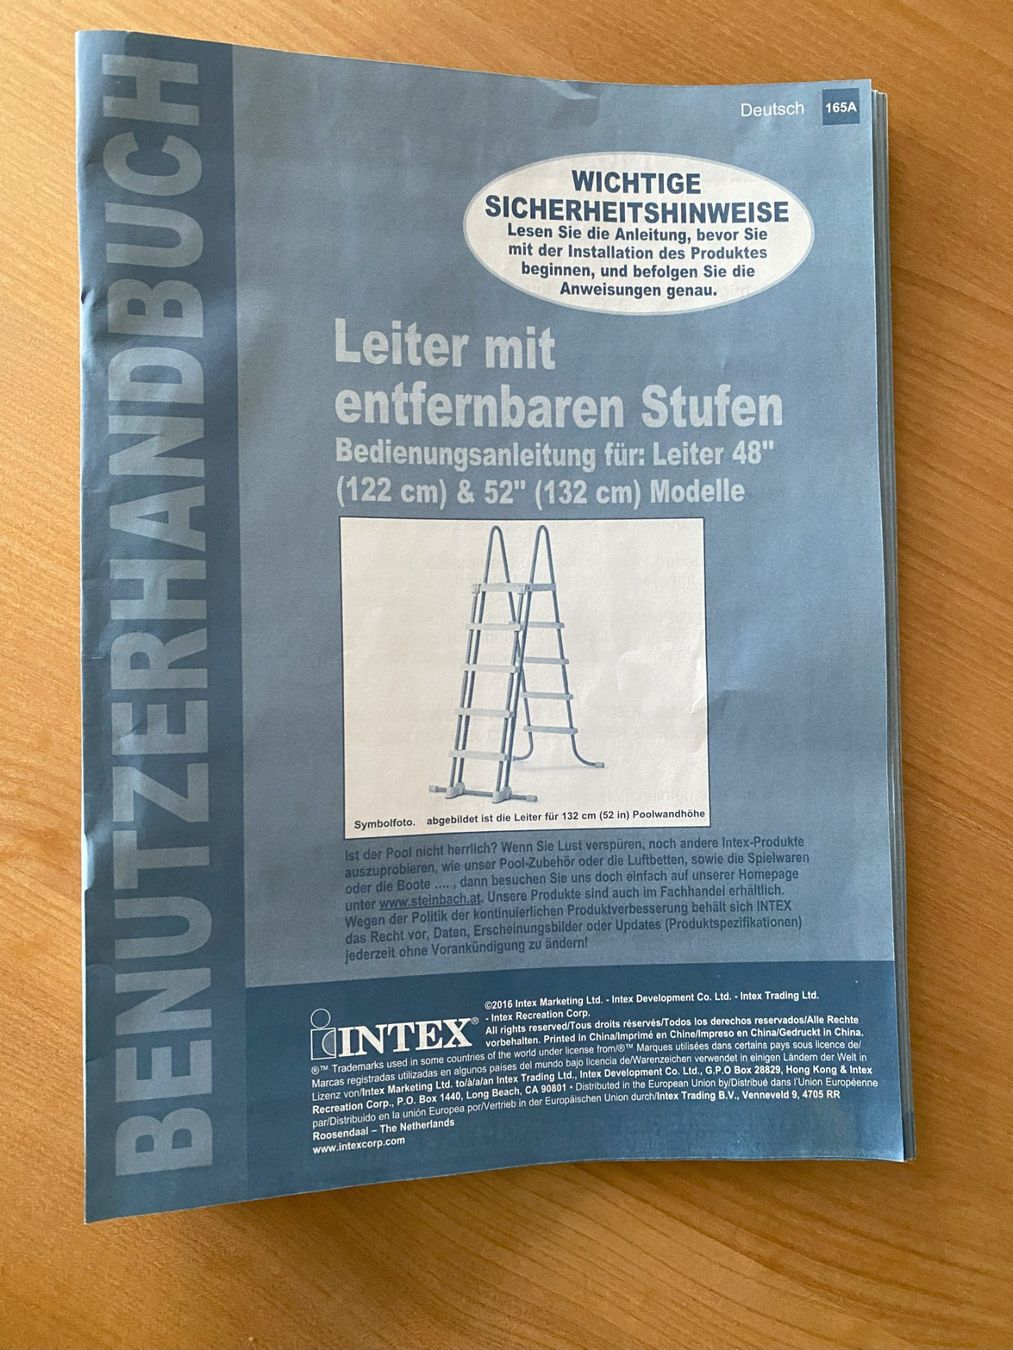 Deutsch 165A
BENUTZERHANDBUCH
WICHTIGE
SICHERHEITSHINWEISE
Lesen Sie die Anleitung, bevor Sie
mit der Installation des Produktes
beginnen, und befolgen Sie die
Anweisungen genau.
Leiter mit
entfernbaren Stufen
Bedienungsanleitung für: Leiter 48"
(122 cm) & 52" (132 cm) Modelle
Symbolfoto. abgebildet ist die Leiter für 132 cm (52 in) Poolwandhöhe
Ist der Pool nicht herrlich? Wenn Sie Lust verspüren, noch andere Intex-Produkte
auszuprobieren, wie unser Pool-Zubehör oder die Luftbetten, sowie die Spielwaren
oder die Boote .... , dann besuchen Sie uns doch einfach auf unserer Homepage
unter www.steinbach.at. Unsere Produkte sind auch im Fachhandel erhältlich.
Wegen der Politik der kontinuierlichen Produktverbesserung behält sich INTEX
das Recht vor, Daten, Erscheinungsbilder oder Updates (Produktspezifikationen)
jederzeit ohne Vorankündigung zu ändern!
INTEX®
©2016 Intex Marketing Ltd. - Intex Development Co. Ltd. - Intex Trading Ltd.
- Intex Recreation Corp.
All rights reserved/Tous droits réservés/Todos los derechos reservados/Alle Rechte
vorbehalten. Printed in China/Imprimé en Chine/Impreso en China/Gedruckt in China.
®™ Trademarks used in some countries of the world under license from/®™ Marques utilisées dans certains pays sous licence de/
Marcas registradas utilizadas en algunos países del mundo bajo licencia de/Warenzeichen verwendet in einigen Ländern der Welt in
Lizenz von/Intex Marketing Ltd. to/à/a/an Intex Trading Ltd., Intex Development Co. Ltd., G.P.O Box 28829, Hong Kong & Intex
Recreation Corp., P.O. Box 1440, Long Beach, CA 90801 • Distributed in the European Union by/Distribué dans l'Union Européenne
par/Distribuido en la unión Europea por/Vertrieb in der Europäischen Union durch/Intex Trading B.V., Venneveld 9, 4705 RR
Roosendaal – The Netherlands
www.intexcorp.com